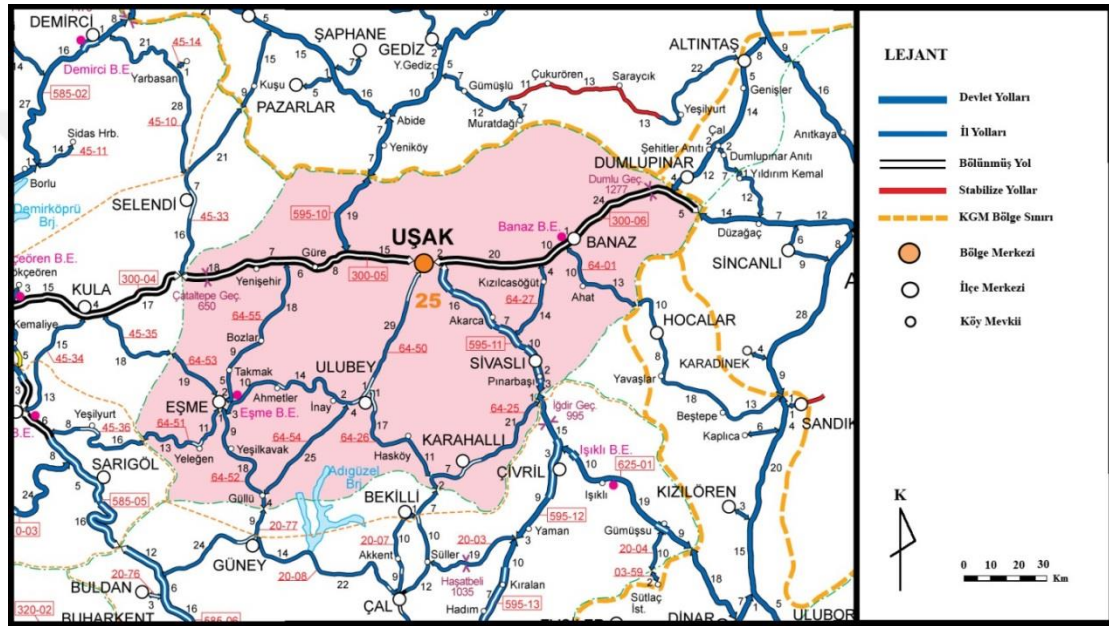 DEMİRCİ
Demirci B.E.
45-14
Yarbasan
585-02
45-10
Sidas Hrb.
45-11
Borlu
Demirköprü
Brj.
SELENDİ
45-33
Kuşu
PAZARLAR
ŞAPHANE
GEDİZ
Y.Gediz
Abide
Yeniköy
Gümüşlü
Muratdağı
Çukurören
Saraycık
Yeşilyurt
ALTINTAŞ
Genişler
Çal
Şehitler Anıtı
Dumlupınar Anıtı
Yıldırım Kemal
Anıtkaya
DUMLUPINAR
Dumlu Geç.
1277
Düzağaç
SİNCANLI
300-06
595-10
UŞAK
Banaz B.E.
BANAZ
64-01
Ahat
Kızılcasöğüt
64-27
300-04
Çataltepe Geç.
650
Yenişehir
Güre
300-05
25
KULA
Kemaliye
45-34
45-35
64-55
64-53
Bozlar
Takmak
Ahmetler
EŞME
Eşme B.E.
İnay
ULUBEY
64-50
Akarca
595-11
SİVASLI
Pınarbaşı
64-25
İğdir Geç.
995
HOCALAR
Yavaşlar
KARADİNEK
Beştepe
Kaplıca
SANDIK
Yeşilyurt
45-36
64-51
Yeleğen
Yeşilkavak
64-54
64-52
Güllü
64-26
Hasköy
KARAHALLI
Adıgüzel
Brj.
BEKİLLİ
ÇİVRİL
Işıklı B.E.
625-01
Işıklı
KIZILÖREN
SARIGÖL
585-05
20-77
GÜNEY
20-08
20-07
Akkent
Süller
20-03
Haşatbeli
1035
Yaman
595-12
Gümüşsu
20-04
03-59
Sütlaç
İst.
Kıralan
Hadım
595-13
ÇAL
20-76
BULDAN
BUHARKENT
320-02
DİNAR
ULUBOR
LEJANT
Devlet Yolları
İl Yolları
Bölünmüş Yol
Stabilize Yollar
KGM Bölge Sınırı
Bölge Merkezi
İlçe Merkezi
Köy Mevkii
K
0 10 20 30
Km